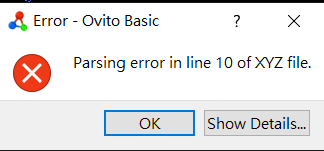 Error - Ovito Basic
?
Parsing error in line 10 of XYZ file.
OK
Show Details...